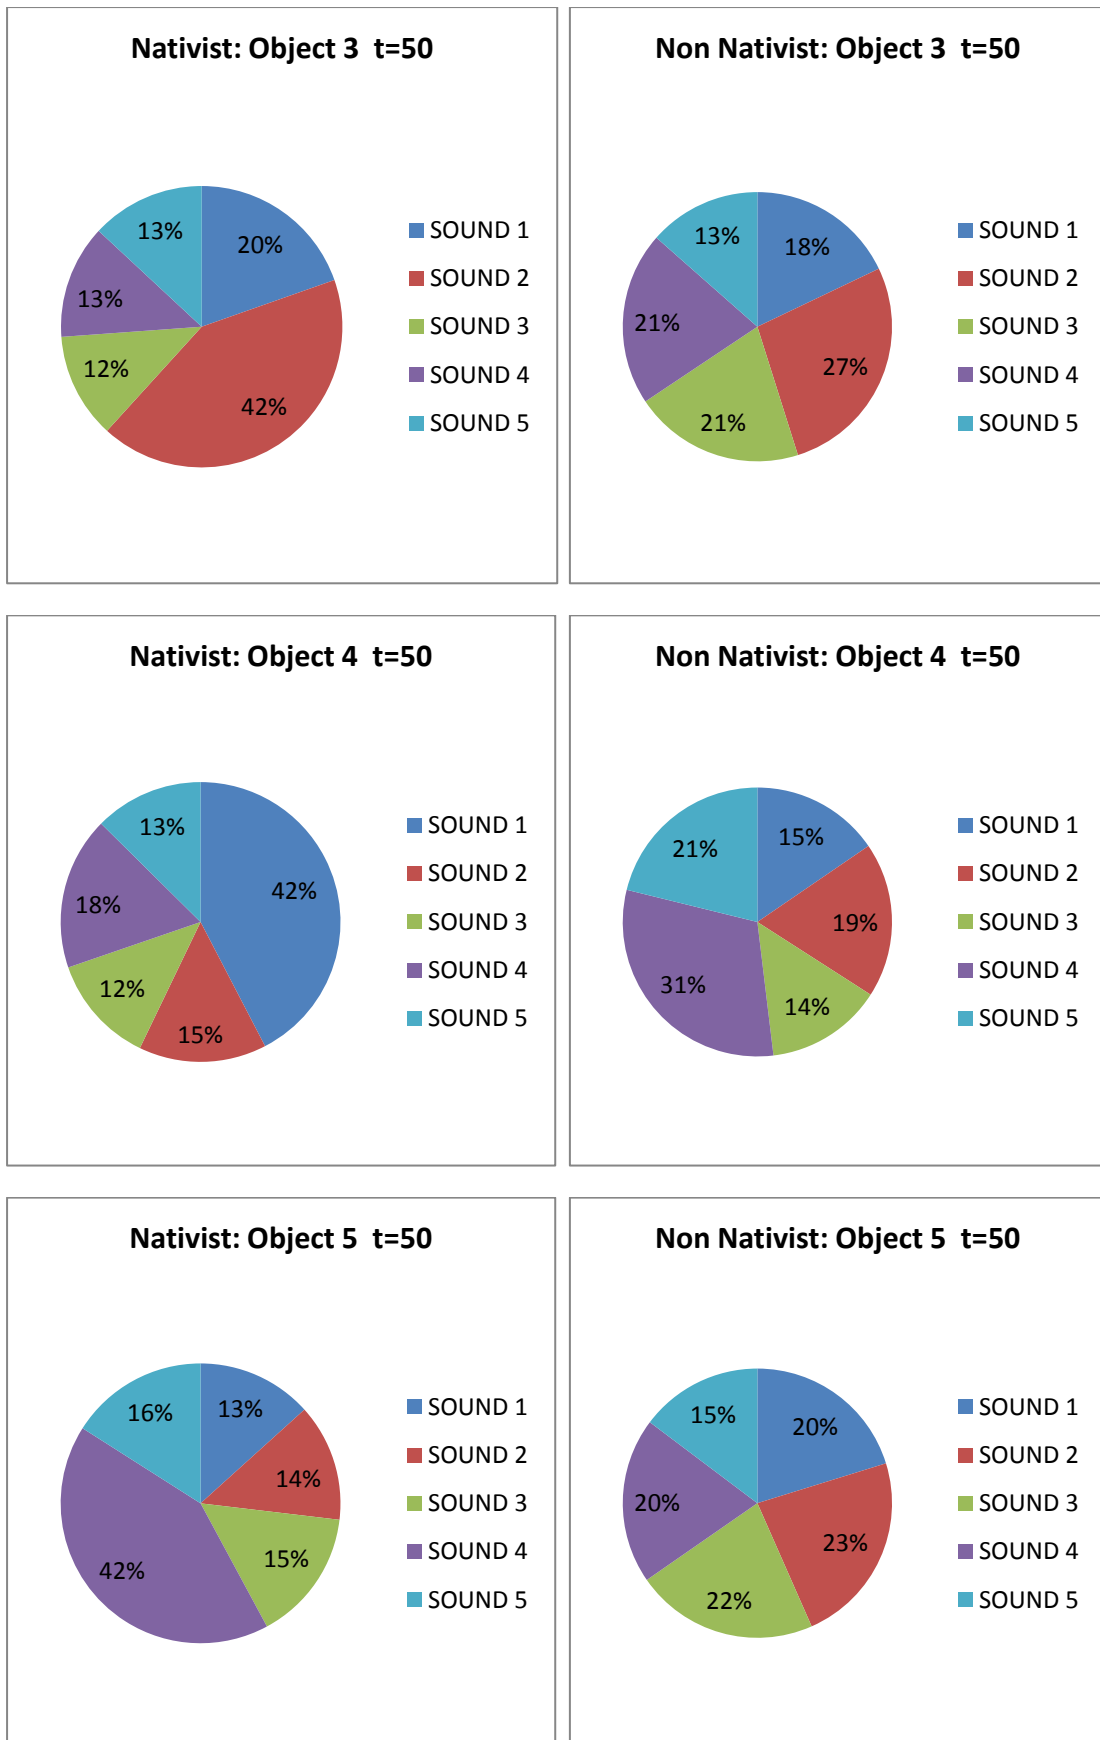 Nativist: Object 3  t=50
20%
42%
12%
13%
13%
SOUND 1
SOUND 2
SOUND 3
SOUND 4
SOUND 5
Non Nativist: Object 3  t=50
18%
27%
21%
21%
13%
SOUND 1
SOUND 2
SOUND 3
SOUND 4
SOUND 5
Nativist: Object 4  t=50
42%
15%
12%
18%
13%
SOUND 1
SOUND 2
SOUND 3
SOUND 4
SOUND 5
Non Nativist: Object 4  t=50
15%
19%
14%
31%
21%
SOUND 1
SOUND 2
SOUND 3
SOUND 4
SOUND 5
Nativist: Object 5  t=50
13%
14%
15%
42%
16%
SOUND 1
SOUND 2
SOUND 3
SOUND 4
SOUND 5
Non Nativist: Object 5  t=50
20%
23%
22%
20%
15%
SOUND 1
SOUND 2
SOUND 3
SOUND 4
SOUND 5